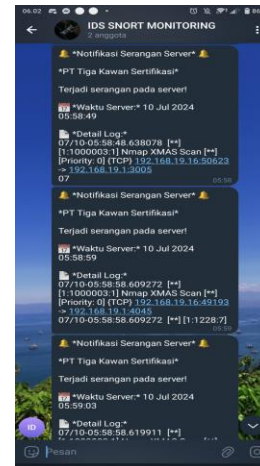 06.02
IDS SNORT MONITORING
2 anggota
🔔 *Notifikasi Serangan Server* 🔔
*PT Tiga Kawan Sertifikasi*
Terjadi serangan pada server!
📅 *Waktu Server:* 10 Jul 2024
05:58:49
📄 *Detail Log:*
07/10-05:58:48.638078 [**]
[1:1000003:1] Nmap XMAS Scan [**]
[Priority: 0] {TCP} 192.168.19.16:50623
-> 192.168.19.1:3005
07
05.58
🔔 *Notifikasi Serangan Server* 🔔
*PT Tiga Kawan Sertifikasi*
Terjadi serangan pada server!
📅 *Waktu Server:* 10 Jul 2024
05:58:59
📄 *Detail Log:*
07/10-05:58:58.609272 [**]
[1:1000003:1] Nmap XMAS Scan [**]
[Priority: 0] {TCP} 192.168.19.16:49193
-> 192.168.19.1:4045
07/10-05:58:58.609272 [**] [1:1228:7]
05.59
🔔 *Notifikasi Serangan Server* 🔔
*PT Tiga Kawan Sertifikasi*
Terjadi serangan pada server!
📅 *Waktu Server:* 10 Jul 2024
05:59:03
📄 *Detail Log:*
07/10-05:58:58.619911 [**]
ID
Pesan